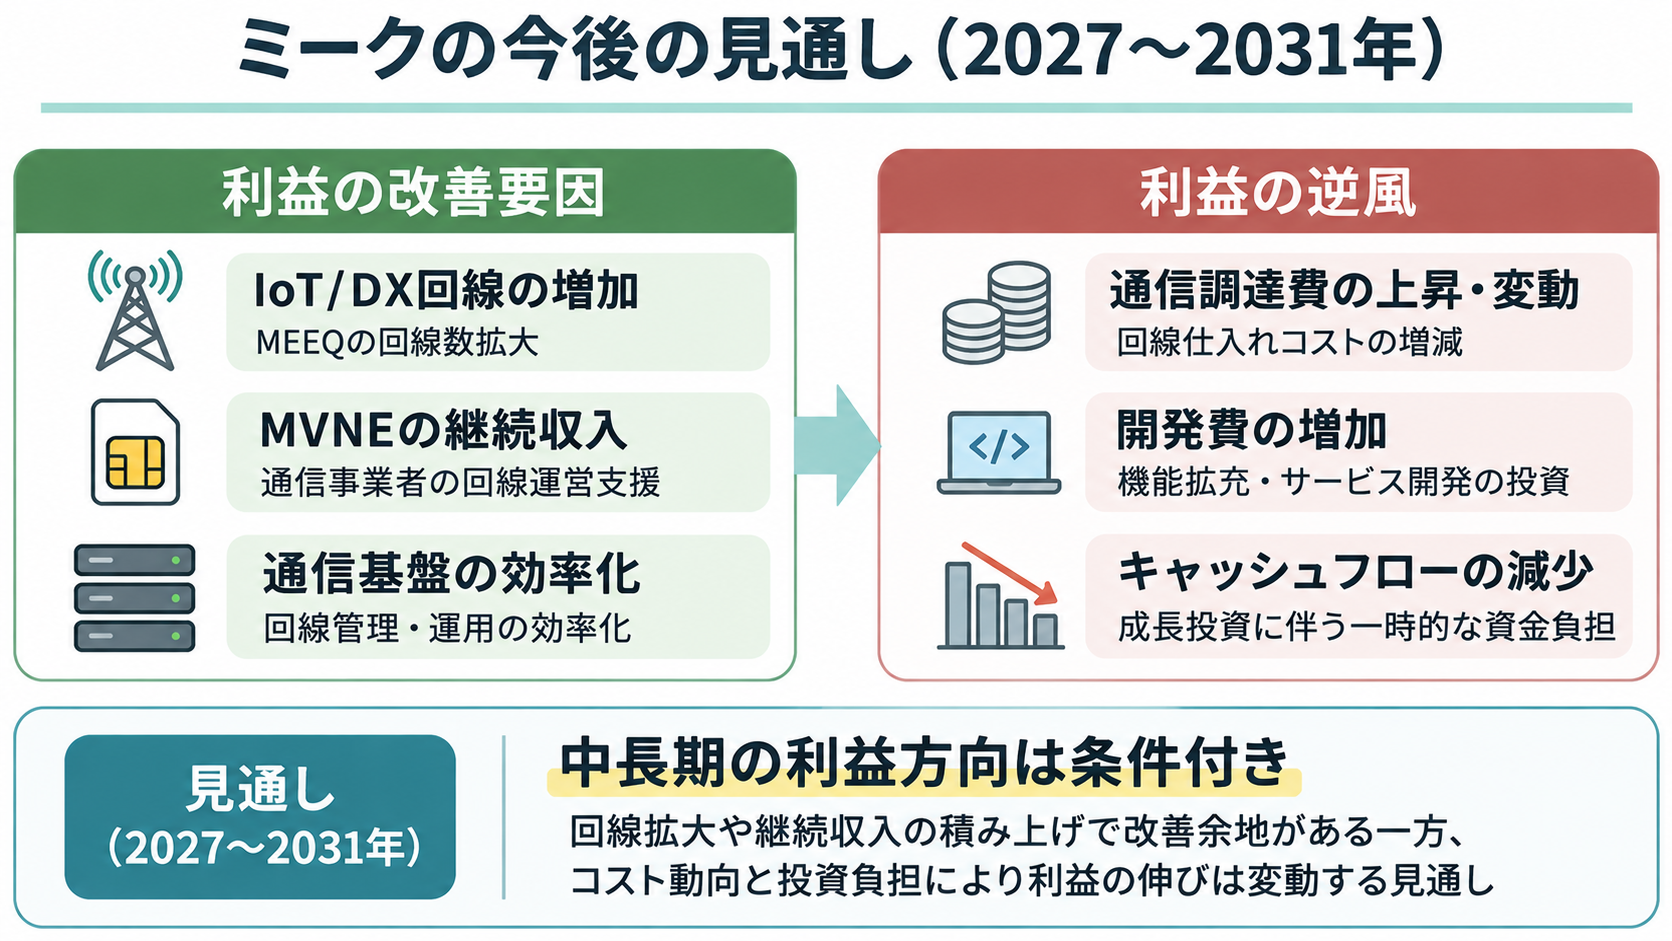 ミークの今後の見通し（2027〜2031年）
利益の改善要因
IoT/DX回線の増加
MEEQの回線数拡大
MVNEの継続収入
通信事業者の回線運営支援
通信基盤の効率化
回線管理・運用の効率化
利益の逆風
通信調達費の上昇・変動
回線仕入れコストの増減
</>
開発費の増加
機能拡充・サービス開発の投資
キャッシュフローの減少
成長投資に伴う一時的な資金負担
見通し
（2027〜2031年）
中長期の利益方向は条件付き
回線拡大や継続収入の積み上げで改善余地がある一方、
コスト動向と投資負担により利益の伸びは変動する見通し